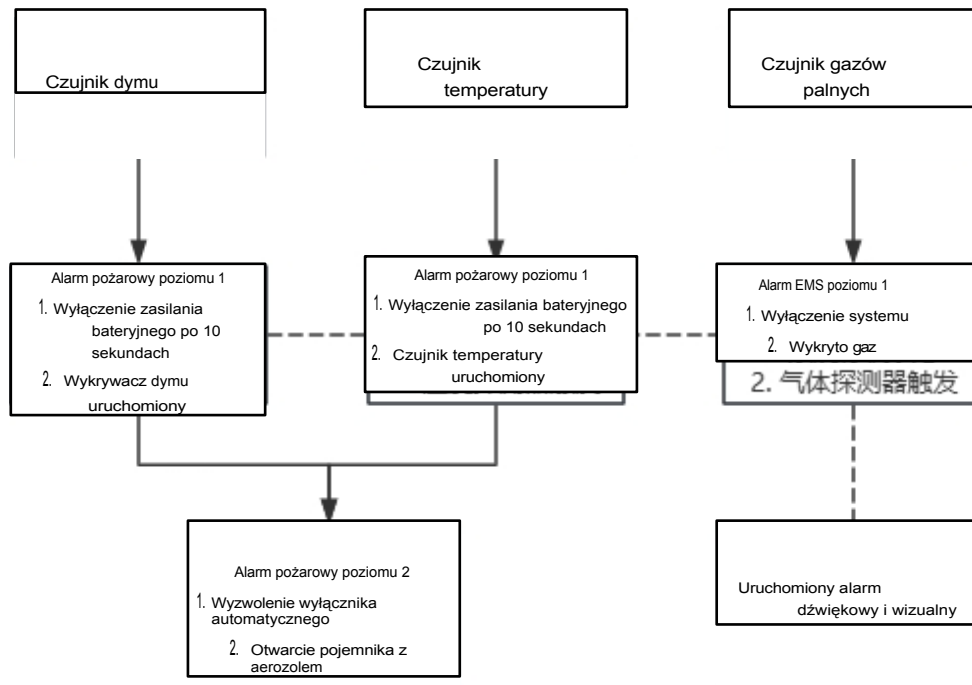 Czujnik dymu
Czujnik
temperatury
Czujnik gazów
palnych
Alarm pożarowy poziomu 1
1. Wyłączenie zasilania
bateryjnego po 10
sekundach
2. Wykrywacz dymu
uruchomiony
Alarm pożarowy poziomu 1
1. Wyłączenie zasilania bateryjnego
po 10 sekundach
2. Czujnik temperatury
uruchomiony
Alarm EMS poziomu 1
1. Wyłączenie systemu
2. Wykryto gaz
2. 气体探测器触发
Alarm pożarowy poziomu 2
1. Wyzwolenie wyłącznika
automatycznego
2. Otwarcie pojemnika z
aerozolem
Uruchomiony alarm
dźwiękowy i wizualny